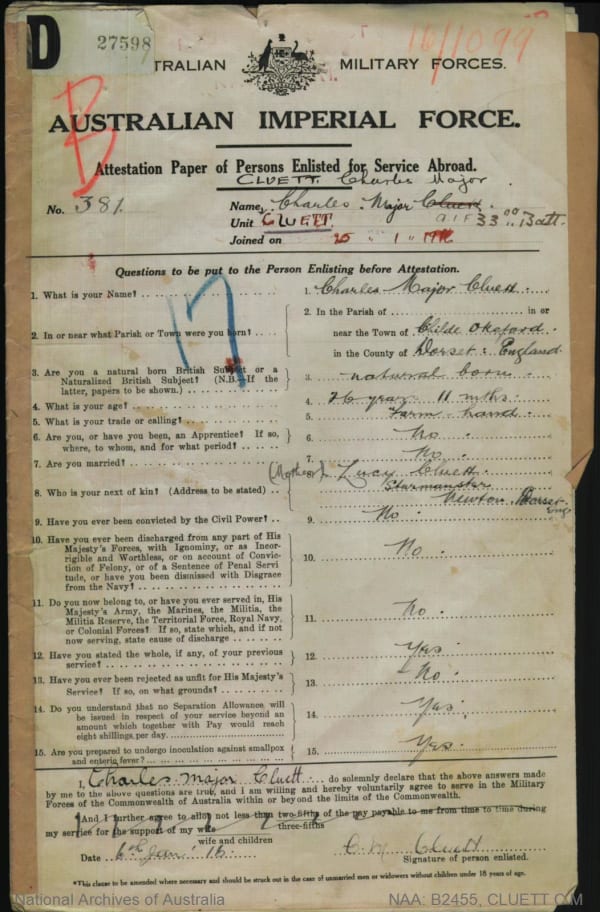 D
27598
16/1099
B
AUSTRALIAN MILITARY FORCES.
AUSTRALIAN IMPERIAL FORCE.
Attestation Paper of Persons Enlisted for Service Abroad.
CLUETT. Charles Major
No. 381. Name, Charles Major Cluett.
Unit CLUETT. A.I.F 33rd Batt.
Joined on 1 1916
17
Questions to be put to the Person Enlisting before Attestation.
1. What is your Name? 1. Charles Major Cluett.
2. In or near what Parish or Town were you born? 2. In the Parish of in or
near the Town of Childe Okeford.
in the County of Dorset: England.
3. Are you a natural born British Subject or a
Naturalized British Subject? (N.B. If the
latter, papers to be shown.) 3. natural born.
4. What is your age? 4. 26 years 11 mths.
5. What is your trade or calling? 5. Farm hand.
6. Are you, or have you been, an Apprentice? If so,
where, to whom, and for what period? 6. No.
7. Are you married? 7. No.
8. Who is your next of kin? (Address to be stated) (Mother) Lucy Cluett.
Sturmanster
Newton. Dorset Eng.
9. Have you ever been convicted by the Civil Power? 9. No.
10. Have you ever been discharged from any part of His
Majesty's Forces, with Ignominy, or as Incor-
rigible and Worthless, or on account of Convic-
tion of Felony, or of a Sentence of Penal Servi
tude, or have you been dismissed with Disgrace
from the Navy? 10. No.
11. Do you now belong to, or have you ever served in, His
Majesty's Army, the Marines, the Militia, the
Militia Reserve, the Territorial Force, Royal Navy,
or Colonial Forces? If so, state which, and if not
now serving, state cause of discharge 11. No.
12. Have you stated the whole, if any, of your previous
service? 12. Yes.
13. Have you ever been rejected as unfit for His Majesty's
Service? If so, on what grounds? 13. No.
14. Do you understand that no Separation Allowance will
be issued in respect of your service beyond an
amount which together with Pay would reach
eight shillings per day. 14. Yes.
15. Are you prepared to undergo inoculation against smallpox
and enteric fever? 15. Yes.
I, Charles Major Cluett do solemnly declare that the above answers made
by me to the above questions are true, and I am willing and hereby voluntarily agree to serve in the Military
Forces of the Commonwealth of Australia within or beyond the limits of the Commonwealth.
And I further agree to allot not less than two-fifths of the pay payable to me from time to time during
three-fifths
my service for the support of my wife
wife and children
Date 6th Jan. 16. C. M. Cluett
Signature of person enlisted.
*This clause to be amended where necessary and should be struck out in the case of unmarried men or widowers without children under 18 years of age.
National Archives of Australia NAA: B2455, CLUETT C M